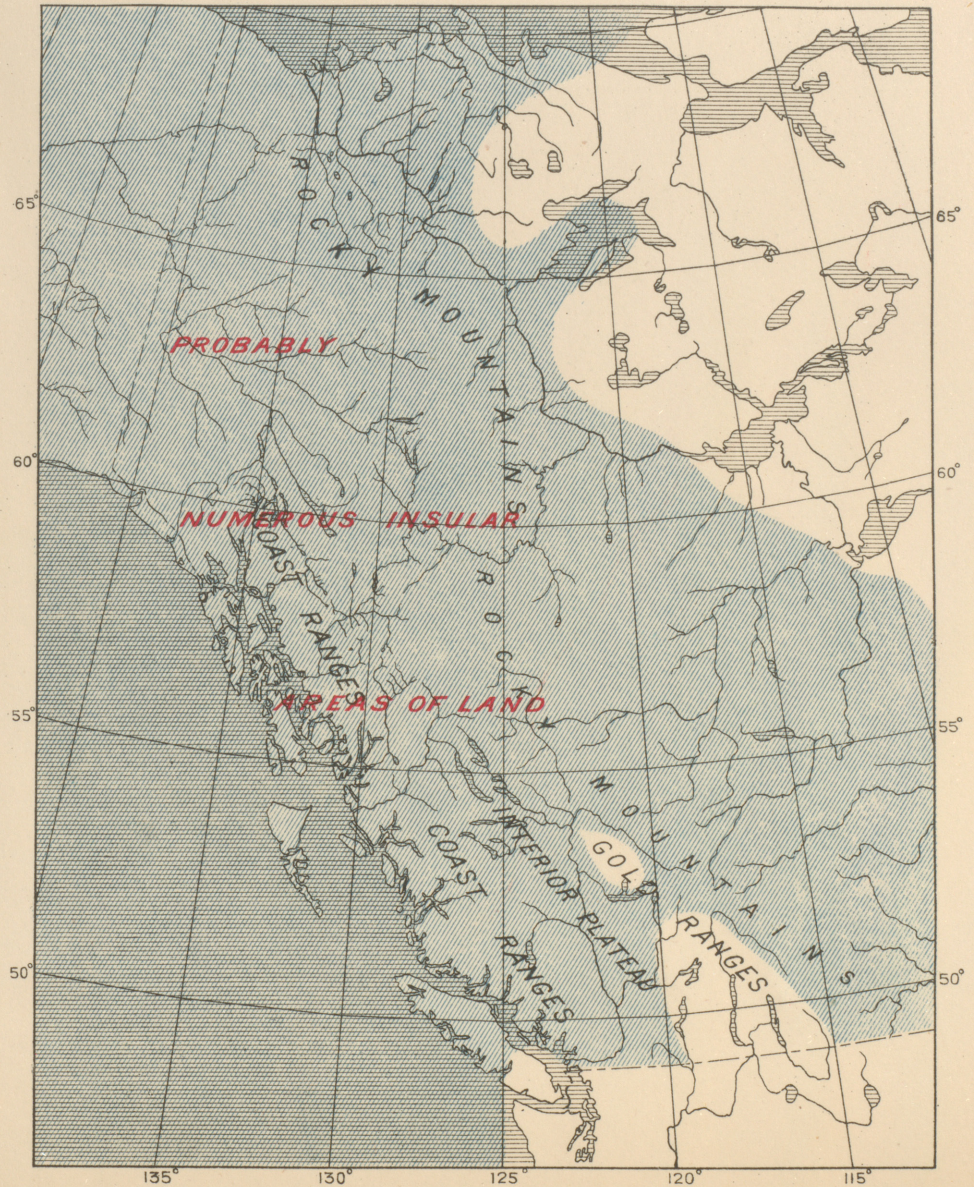 ROCKY MOUNTAINS
65°
65°
PROBABLY
60°
60°
NUMEROUS INSULAR
COAST RANGES
ROCKY MOUNTAINS
AREAS OF LAND
55°
55°
COAST RANGES
INTERIOR PLATEAU
GOLD RANGES
50°
50°
135°
130°
125°
120°
115°